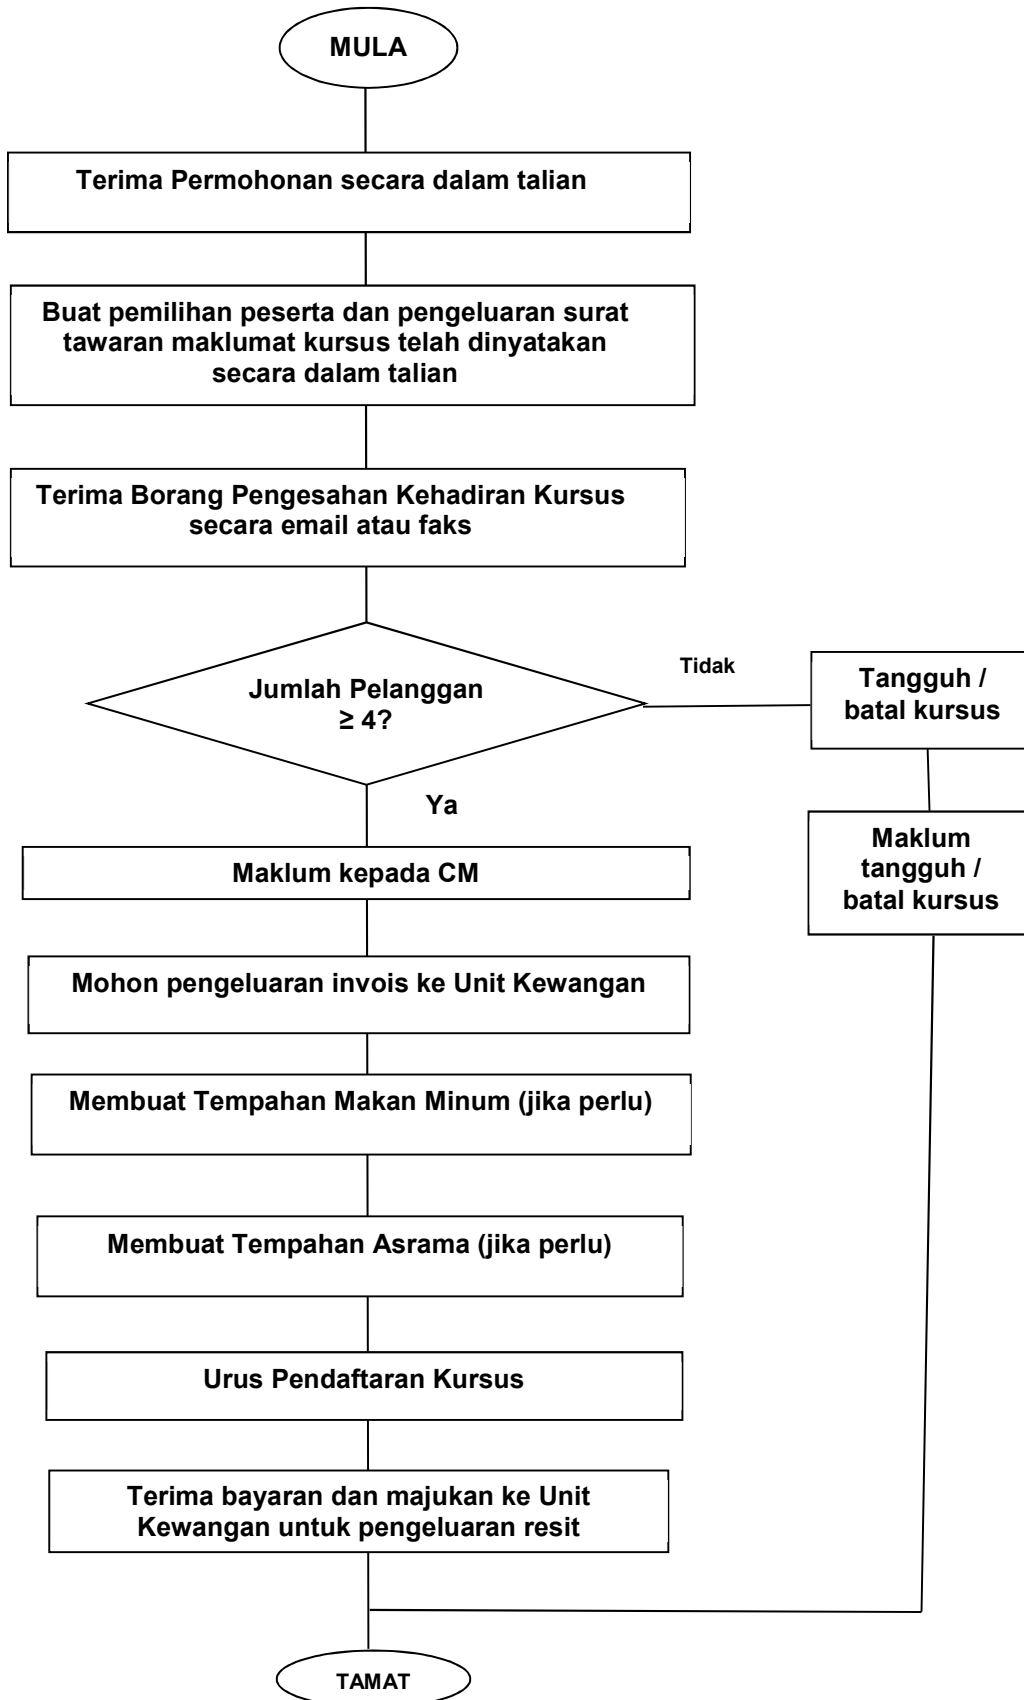 MULA
Terima Permohonan secara dalam talian
Buat pemilihan peserta dan pengeluaran surat
tawaran maklumat kursus telah dinyatakan
secara dalam talian
Terima Borang Pengesahan Kehadiran Kursus
secara email atau faks
Jumlah Pelanggan
≥ 4?
Tidak
Tangguh /
batal kursus
Maklum
tangguh /
batal kursus
Ya
Maklum kepada CM
Mohon pengeluaran invois ke Unit Kewangan
Membuat Tempahan Makan Minum (jika perlu)
Membuat Tempahan Asrama (jika perlu)
Urus Pendaftaran Kursus
Terima bayaran dan majukan ke Unit
Kewangan untuk pengeluaran resit
TAMAT